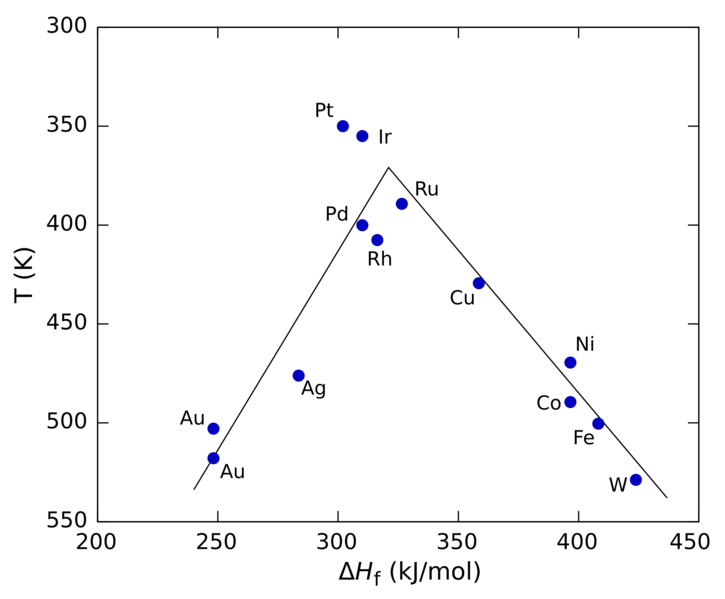 300
350
400
450
500
550
T (K)
Pt
Ir
Ru
Pd
Rh
Cu
Ni
Ag
Co
Au
Fe
Au
W
200
250
300
350
400
450
ΔHf (kJ/mol)